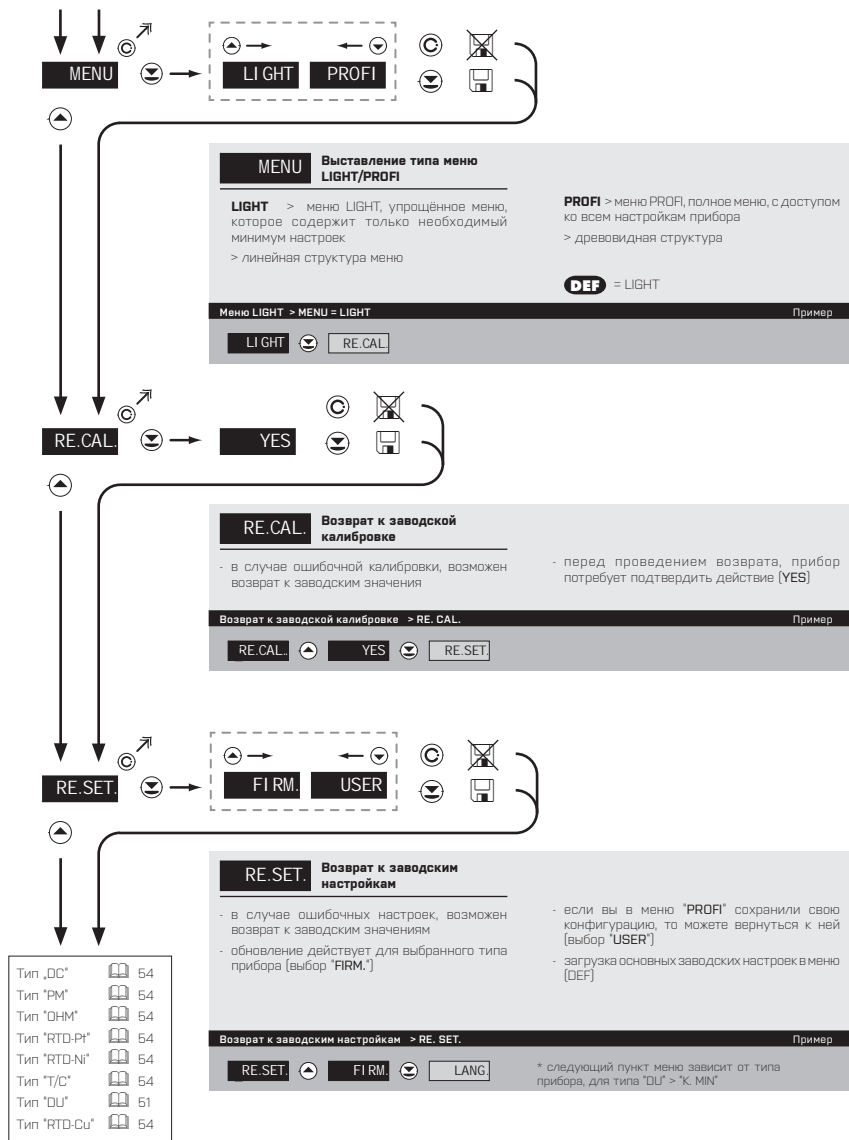 MENU
LIGHT PROFI
MENU Выставление типа меню
LIGHT/PROFI
LIGHT > меню LIGHT, упрощённое меню,
которое содержит только необходимый
минимум настроек
> линейная структура меню
PROFI > меню PROFI, полное меню, с доступом
ко всем настройкам прибора
> древовидная структура
DEF = LIGHT
Меню LIGHT > MENU = LIGHT Пример
LIGHT RE.CAL.
RE.CAL. YES
RE.CAL. Возврат к заводской
калибровке
- в случае ошибочной калибровки, возможен
возврат к заводским значения
- перед проведением возврата, прибор
потребует подтвердить действие (YES)
Возврат к заводской калибровке > RE. CAL. Пример
RE.CAL.. YES RE.SET.
RE.SET. FIRM. USER
RE.SET. Возврат к заводским
настройкам
- в случае ошибочных настроек, возможен
возврат к заводским значениям
- обновление действует для выбранного типа
прибора (выбор "FIRM.")
- если вы в меню "PROFI" сохранили свою
конфигурацию, то можете вернуться к ней
(выбор "USER")
- загрузка основных заводских настроек в меню
(DEF)
Возврат к заводским настройкам > RE. SET. Пример
RE.SET. FIRM. LANG.
* следующий пункт меню зависит от типа
прибора, для типа "DU" > "K. MIN"
Тип „DC" 54
Тип "PM" 54
Тип "OHM" 54
Тип "RTD-Pt" 54
Тип "RTD-Ni" 54
Тип "T/C" 54
Тип "DU" 51
Тип "RTD-Cu" 54